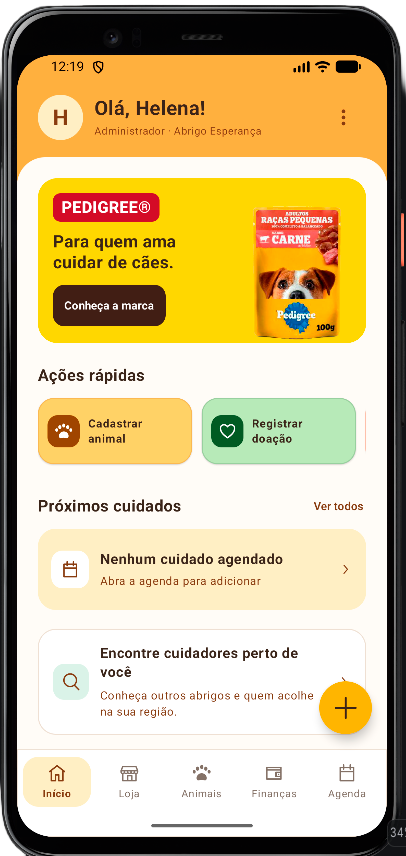 12:19
H
Olá, Helena!
Administrador · Abrigo Esperança
PEDIGREE®
Para quem ama
cuidar de cães.
Conheça a marca
ADULTOS
RAÇAS PEQUENAS
CARNE
Pedigree
100g
Ações rápidas
Cadastrar
animal
Registrar
doação
Próximos cuidados
Ver todos
Nenhum cuidado agendado
Abra a agenda para adicionar
Encontre cuidadores perto de
você
Conheça outros abrigos e quem acolhe
na sua região.
Início
Loja
Animais
Finanças
Agenda